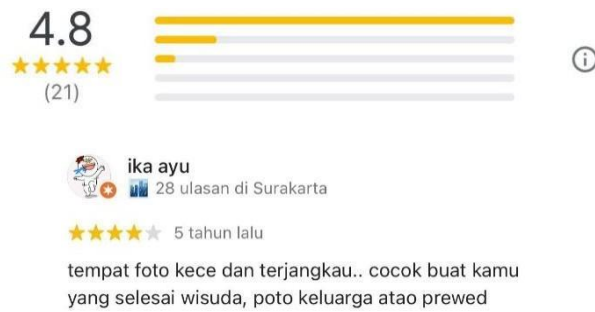 4.8
(21)
ika ayu
28 ulasan di Surakarta
5 tahun lalu
tempat foto kece dan terjangkau.. cocok buat kamu
yang selesai wisuda, poto keluarga atao prewed